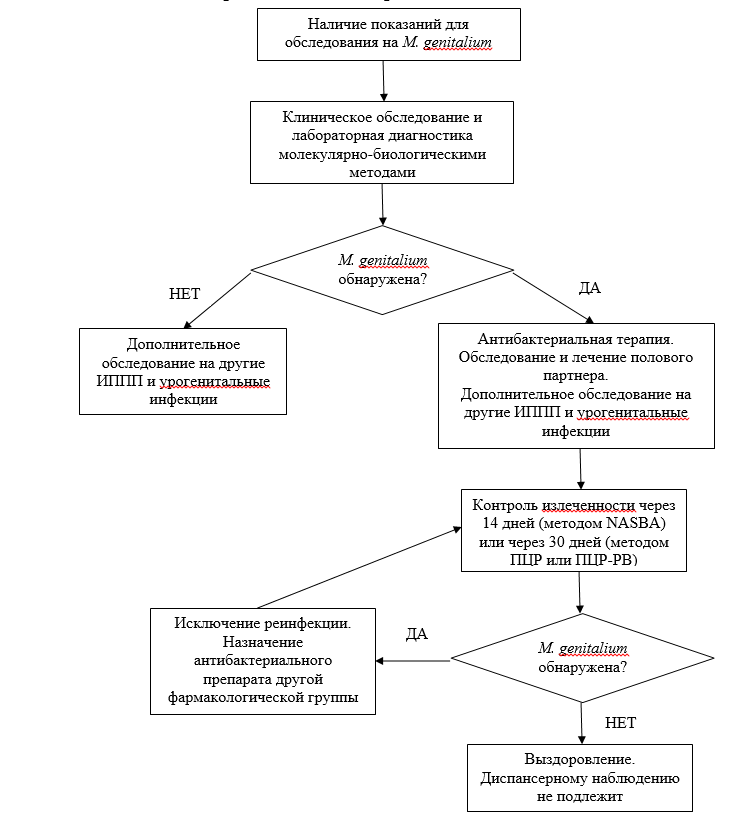 Наличие показаний для
обследования на M. genitalium
Клиническое обследование и
лабораторная диагностика
молекулярно-биологическими
методами
M. genitalium
обнаружена?
НЕТ
ДА
Дополнительное
обследование на другие
ИППП и урогенитальные
инфекции
Антибактериальная терапия.
Обследование и лечение полового
партнера.
Дополнительное обследование на
другие ИППП и урогенитальные
инфекции
Контроль излеченности через
14 дней (методом NASBA)
или через 30 дней (методом
ПЦР или ПЦР-РВ)
Исключение реинфекции.
Назначение
антибактериального
препарата другой
фармакологической группы
ДА
M. genitalium
обнаружена?
НЕТ
Выздоровление.
Диспансерному наблюдению
не подлежит